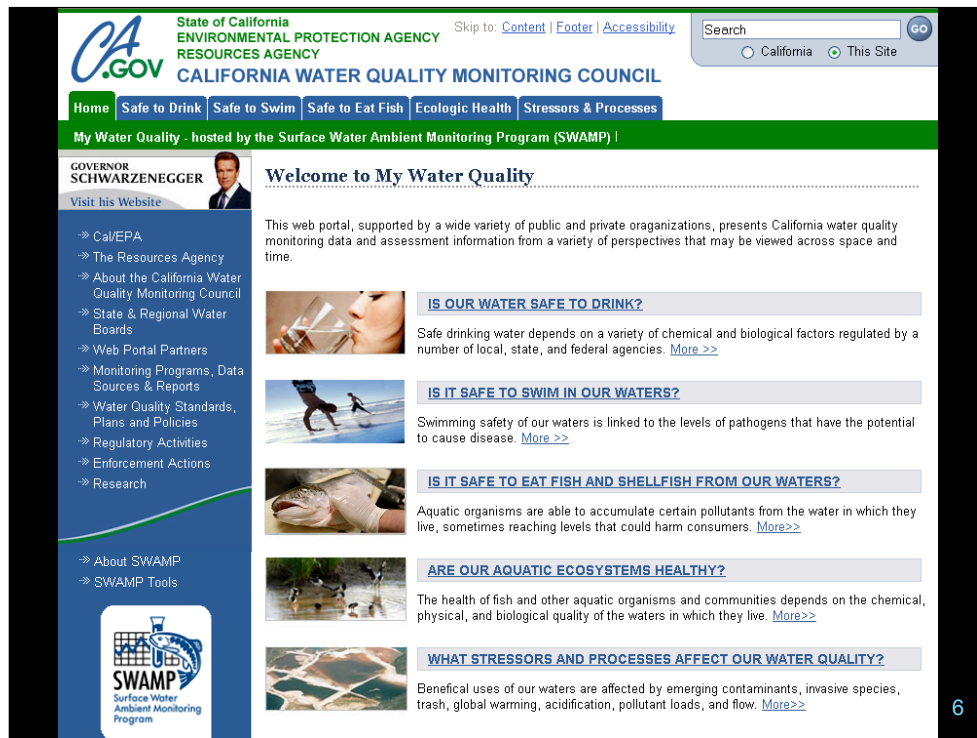 CA.GOV
State of California
ENVIRONMENTAL PROTECTION AGENCY
RESOURCES AGENCY
CALIFORNIA WATER QUALITY MONITORING COUNCIL
Skip to: Content | Footer | Accessibility
Search
GO
California This Site
Home Safe to Drink Safe to Swim Safe to Eat Fish Ecologic Health Stressors & Processes
My Water Quality - hosted by the Surface Water Ambient Monitoring Program (SWAMP) |
GOVERNOR
SCHWARZENEGGER
Visit his Website
Cal/EPA
The Resources Agency
About the California Water
Quality Monitoring Council
State & Regional Water
Boards
Web Portal Partners
Monitoring Programs, Data
Sources & Reports
Water Quality Standards,
Plans and Policies
Regulatory Activities
Enforcement Actions
Research
About SWAMP
SWAMP Tools
SWAMP
Surface Water
Ambient Monitoring
Program
Welcome to My Water Quality
This web portal, supported by a wide variety of public and private oraganizations, presents California water quality
monitoring data and assessment information from a variety of perspectives that may be viewed across space and
time.
IS OUR WATER SAFE TO DRINK?
Safe drinking water depends on a variety of chemical and biological factors regulated by a
number of local, state, and federal agencies. More >>
IS IT SAFE TO SWIM IN OUR WATERS?
Swimming safety of our waters is linked to the levels of pathogens that have the potential
to cause disease. More >>
IS IT SAFE TO EAT FISH AND SHELLFISH FROM OUR WATERS?
Aquatic organisms are able to accumulate certain pollutants from the water in which they
live, sometimes reaching levels that could harm consumers. More>>
ARE OUR AQUATIC ECOSYSTEMS HEALTHY?
The health of fish and other aquatic organisms and communities depends on the chemical,
physical, and biological quality of the waters in which they live. More>>
WHAT STRESSORS AND PROCESSES AFFECT OUR WATER QUALITY?
Benefical uses of our waters are affected by emerging contaminants, invasive species,
trash, global warming, acidification, pollutant loads, and flow. More>>
6